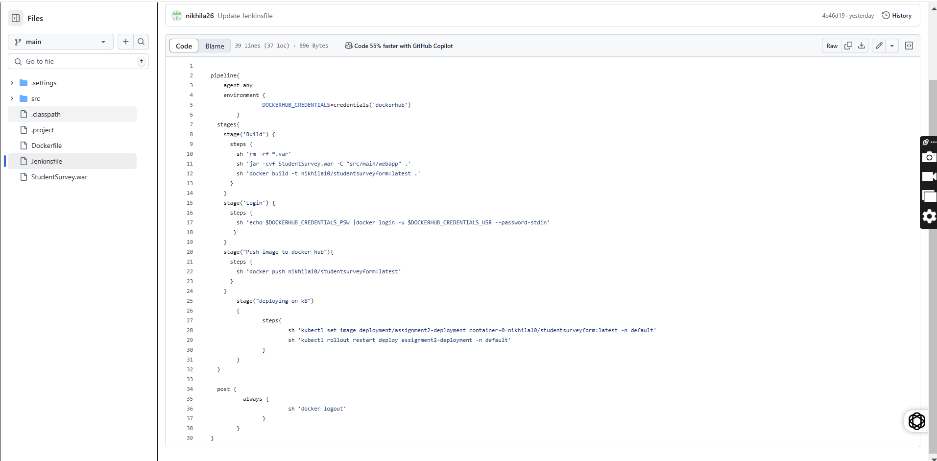 Files
nikhila26 Update Jenkinsfile
4c46d19 · yesterday History
main
Go to file
t
.settings
src
.classpath
.project
Dockerfile
Jenkinsfile
StudentSurvey.war
Code Blame 39 lines (37 loc) · 896 Bytes Code 55% faster with GitHub Copilot Raw
1
2 pipeline{
3 agent any
4 environment {
5 DOCKERHUB_CREDENTIALS=credentials('dockerhub')
6 }
7 stages{
8 stage('Build') {
9 steps {
10 sh 'rm -rf *.var'
11 sh 'jar -cvf StudentSurvey.war -C "src/main/webapp" .'
12 sh 'docker build -t nikhila10/studentsurveyform:latest .'
13 }
14 }
15 stage('Login') {
16 steps {
17 sh 'echo $DOCKERHUB_CREDENTIALS_PSW |docker login -u $DOCKERHUB_CREDENTIALS_USR --password-stdin'
18 }
19 }
20 stage("Push image to docker hub"){
21 steps {
22 sh 'docker push nikhila10/studentsurveyform:latest'
23 }
24 }
25 stage("deploying on k8")
26 {
27 steps{
28 sh 'kubectl set image deployment/assignment2-deployment container-0=nikhila10/studentsurveyform:latest -n default'
29 sh 'kubectl rollout restart deploy assignment2-deployment -n default'
30 }
31 }
32 }
33
34 post {
35 always {
36 sh 'docker logout'
37 }
38 }
39 }